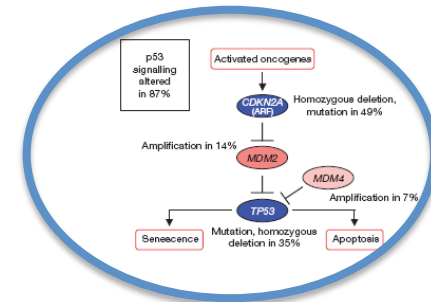 p53
signalling
altered
in 87%
Activated oncogenes
CDKN2A
(ARF)
Homozygous deletion,
mutation in 49%
Amplification in 14%
MDM2
MDM4
Amplification in 7%
TP53
Senescence
Mutation, homozygous
deletion in 35%
Apoptosis